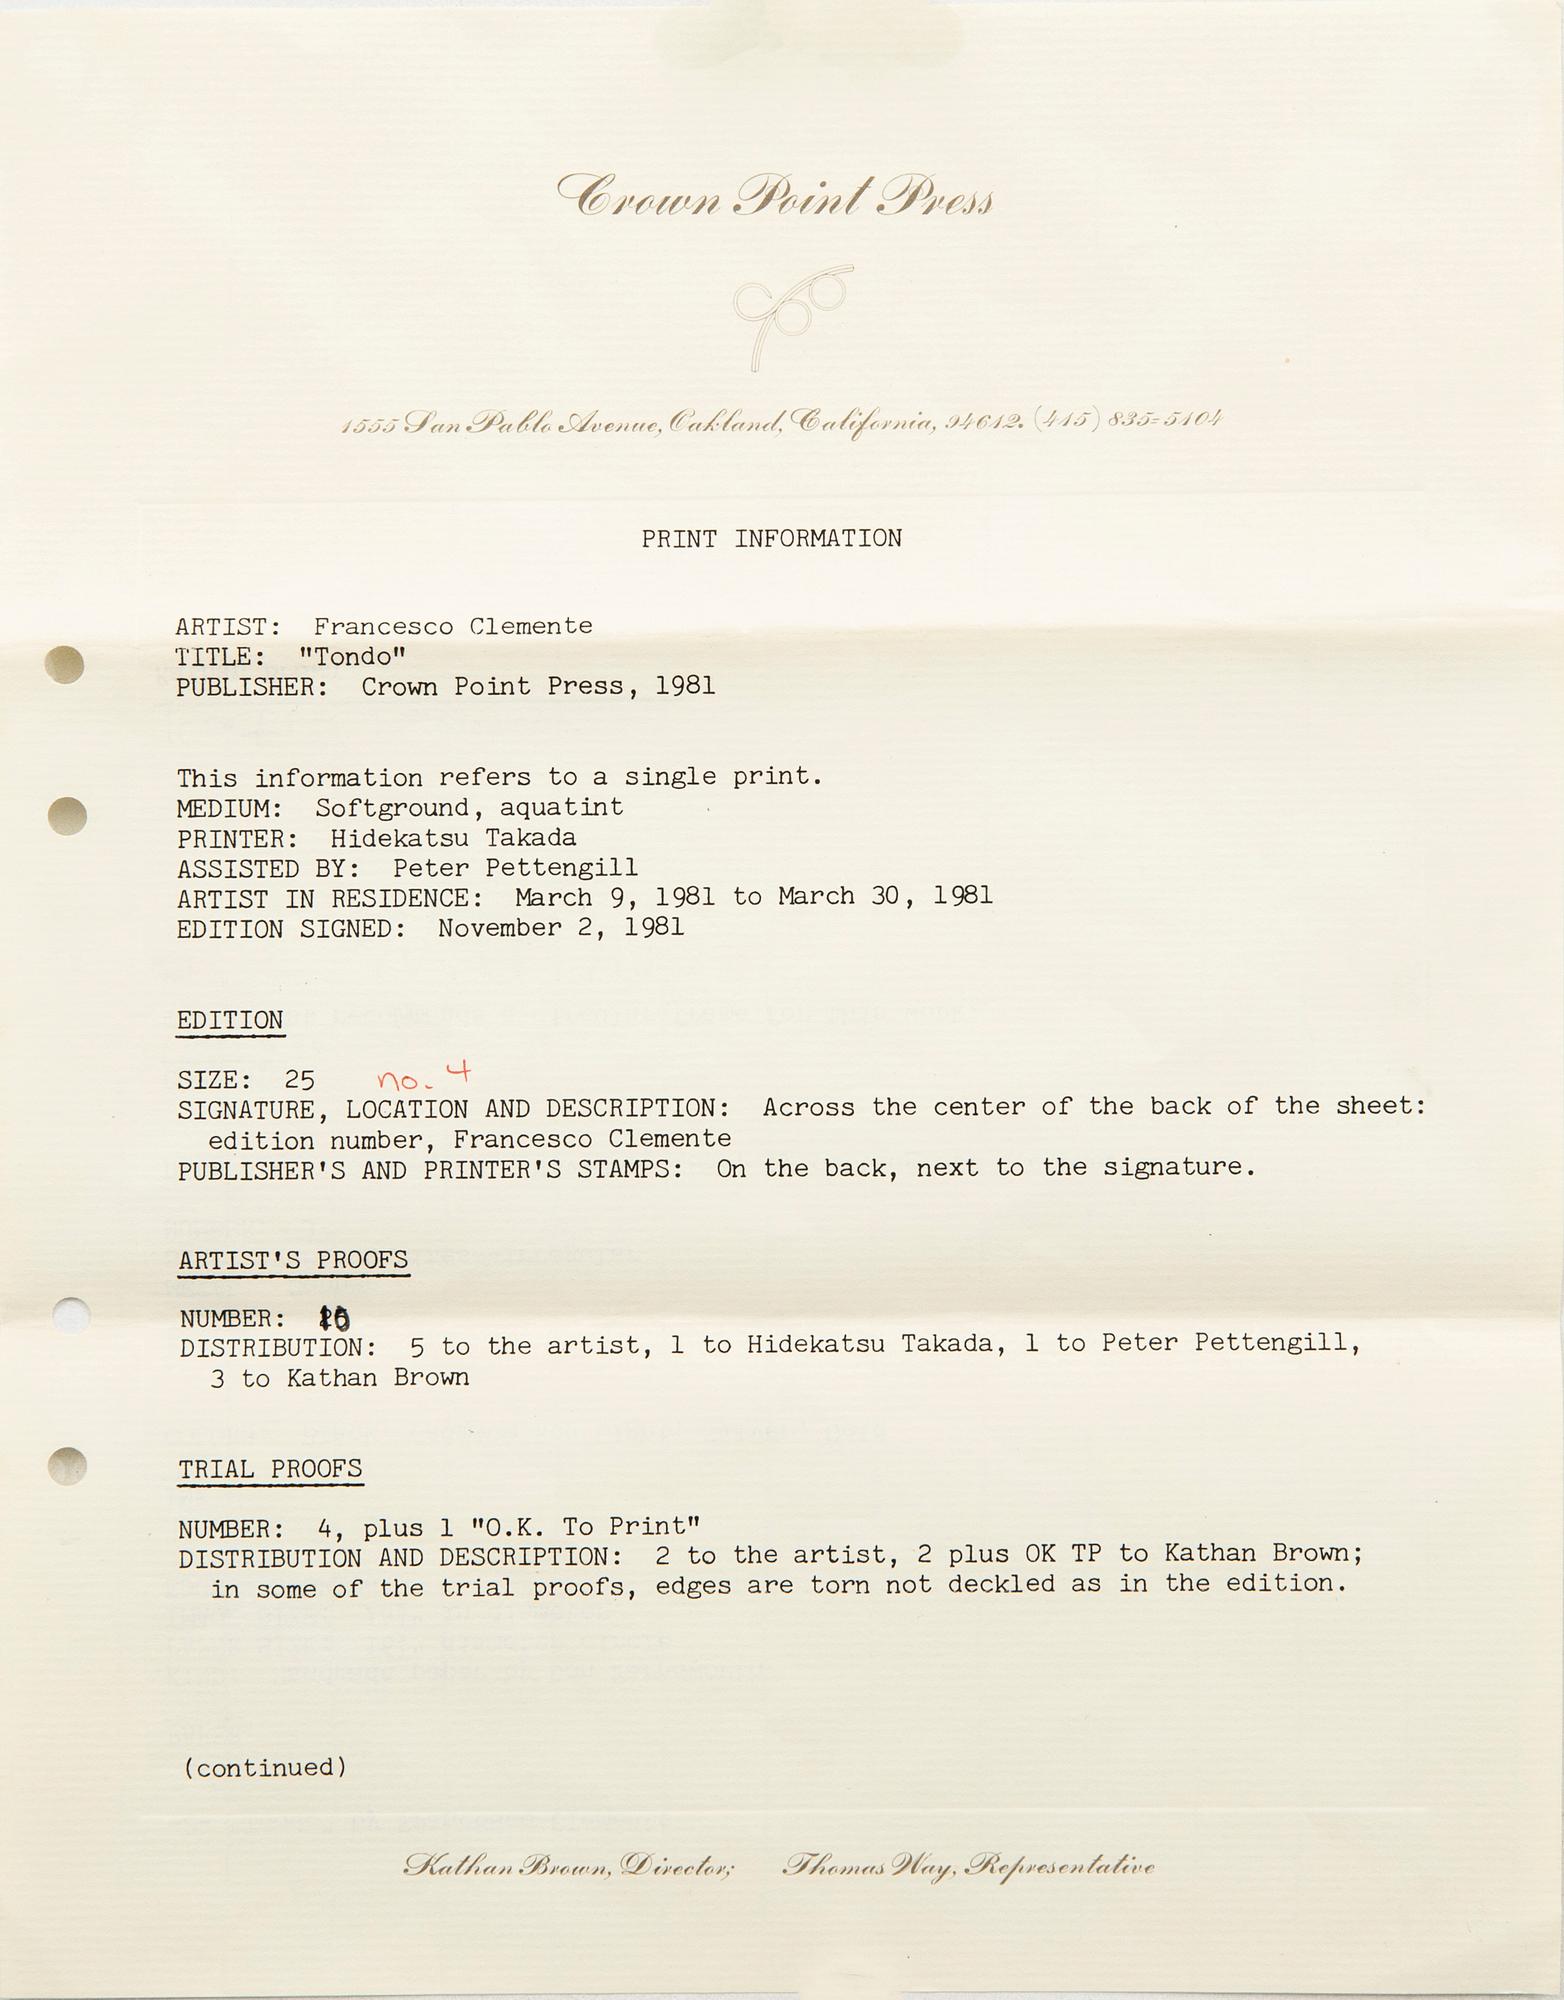 Crown Point Press
1555 San Pablo Avenue, Oakland, California, 94612. (415) 835-5104
PRINT INFORMATION
ARTIST: Francesco Clemente
TITLE: "Tondo"
PUBLISHER: Crown Point Press, 1981
This information refers to a single print.
MEDIUM: Softground, aquatint
PRINTER: Hidekatsu Takada
ASSISTED BY: Peter Pettengill
ARTIST IN RESIDENCE: March 9, 1981 to March 30, 1981
EDITION SIGNED: November 2, 1981
EDITION
SIZE: 25 no. 4
SIGNATURE, LOCATION AND DESCRIPTION: Across the center of the back of the sheet:
edition number, Francesco Clemente
PUBLISHER'S AND PRINTER'S STAMPS: On the back, next to the signature.
ARTIST'S PROOFS
NUMBER: 10
DISTRIBUTION: 5 to the artist, 1 to Hidekatsu Takada, 1 to Peter Pettengill,
3 to Kathan Brown
TRIAL PROOFS
NUMBER: 4, plus 1 "O.K. To Print"
DISTRIBUTION AND DESCRIPTION: 2 to the artist, 2 plus OK TP to Kathan Brown;
in some of the trial proofs, edges are torn not deckled as in the edition.
(continued)
Kathan Brown, Director; Thomas Way, Representative